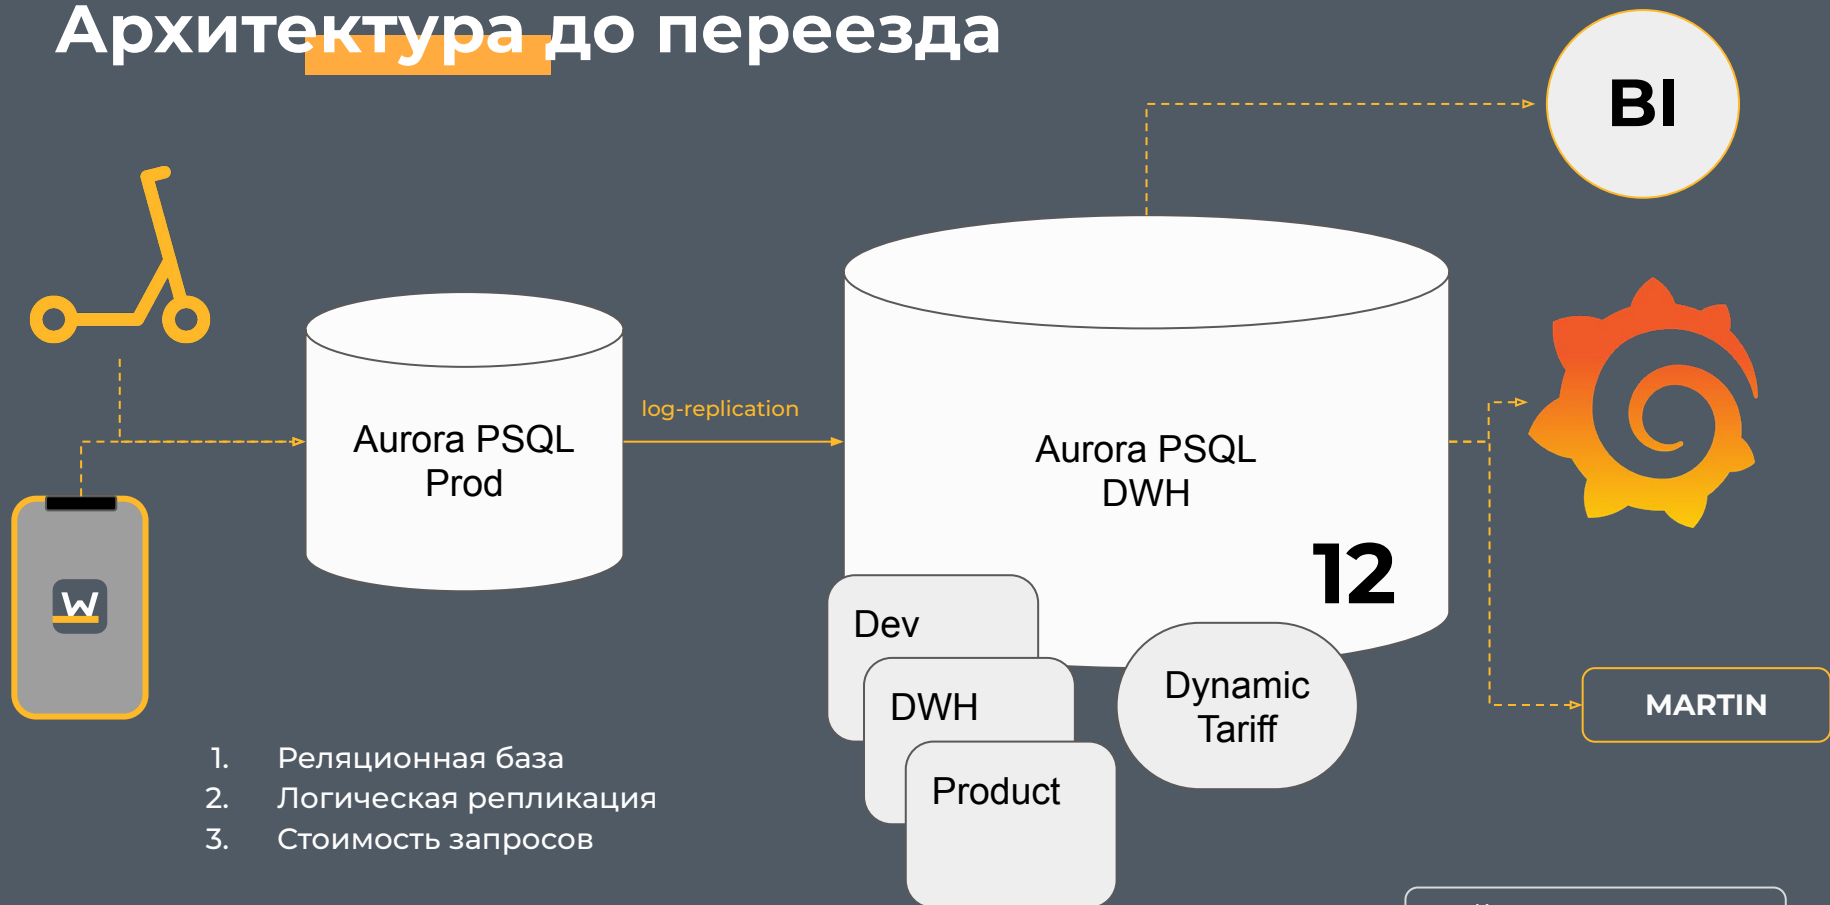 Архитектура до переезда
BI
log-replication
Aurora PSQL
Prod
Aurora PSQL
DWH
12
W
Dev
DWH
Product
Dynamic
Tariff
MARTIN
1. Реляционная база
2. Логическая репликация
3. Стоимость запросов